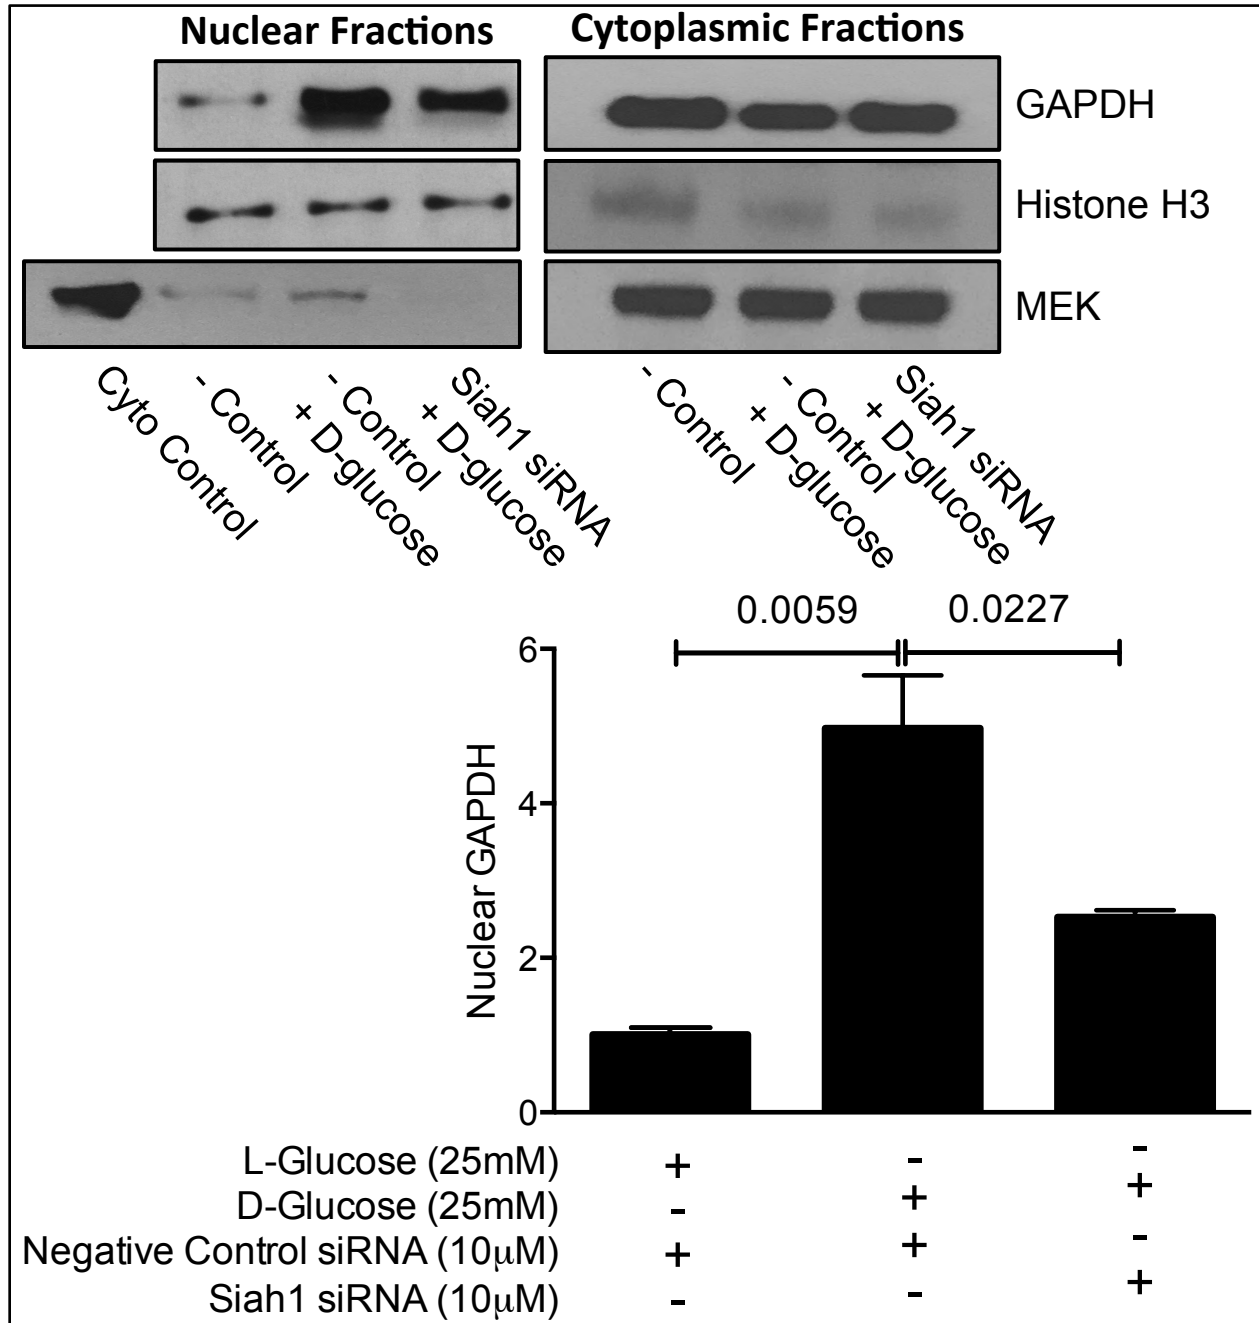 Nuclear Fractions
Cytoplasmic Fractions
GAPDH
Histone H3
MEK
Cyto Control
- Control
- Control
+ D-glucose
Siah1 siRNA
+ D-glucose
- Control
- Control
+ D-glucose
Siah1 siRNA
+ D-glucose
0.0059
0.0227
6
4
2
0
Nuclear GAPDH
L-Glucose (25mM) + - -
D-Glucose (25mM) - + +
Negative Control siRNA (10µM) + + -
Siah1 siRNA (10µM) - - +